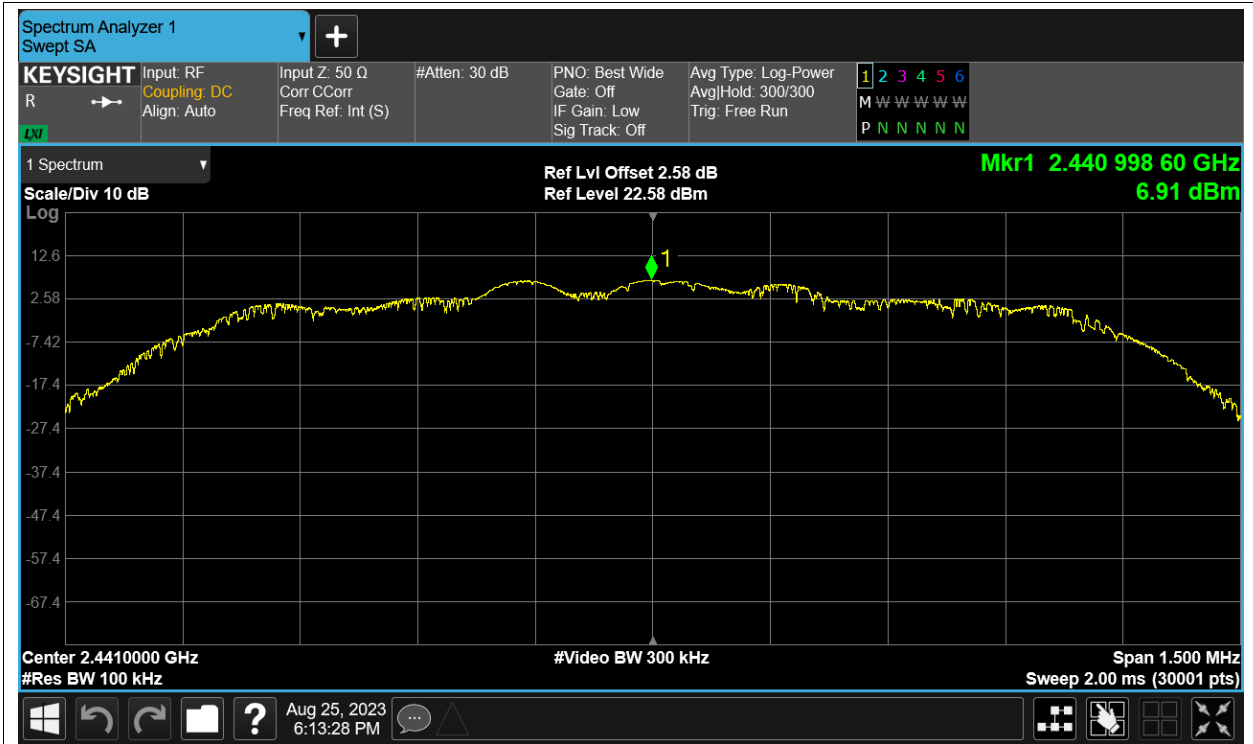 Spectrum Analyzer 1
Swept SA
KEYSIGHT
R
LXI
Input: RF
Coupling: DC
Align: Auto
Input Z: 50 Ω
Corr CCorr
Freq Ref: Int (S)
#Atten: 30 dB
PNO: Best Wide
Gate: Off
IF Gain: Low
Sig Track: Off
Avg Type: Log-Power
Avg|Hold: 300/300
Trig: Free Run
1 2 3 4 5 6
M W W W W W
P N N N N N
1 Spectrum
Scale/Div 10 dB
Log
Ref Lvl Offset 2.58 dB
Ref Level 22.58 dBm
Mkr1 2.440 998 60 GHz
6.91 dBm
1
12.6
2.58
-7.42
-17.4
-27.4
-37.4
-47.4
-57.4
-67.4
Center 2.4410000 GHz
#Res BW 100 kHz
#Video BW 300 kHz
Span 1.500 MHz
Sweep 2.00 ms (30001 pts)
?
Aug 25, 2023
6:13:28 PM